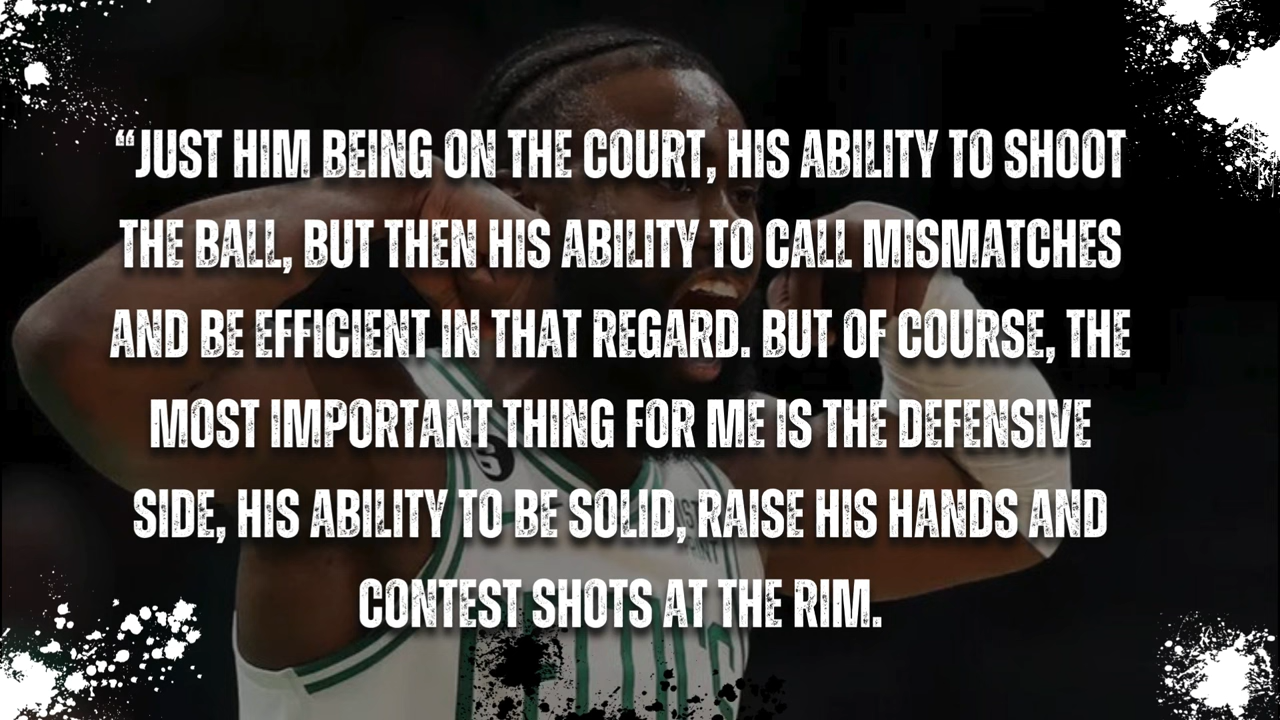 “JUST HIM BEING ON THE COURT, HIS ABILITY TO SHOOT
THE BALL, BUT THEN HIS ABILITY TO CALL MISMATCHES
AND BE EFFICIENT IN THAT REGARD. BUT OF COURSE, THE
MOST IMPORTANT THING FOR ME IS THE DEFENSIVE
SIDE, HIS ABILITY TO BE SOLID, RAISE HIS HANDS AND
CONTEST SHOTS AT THE RIM.
6